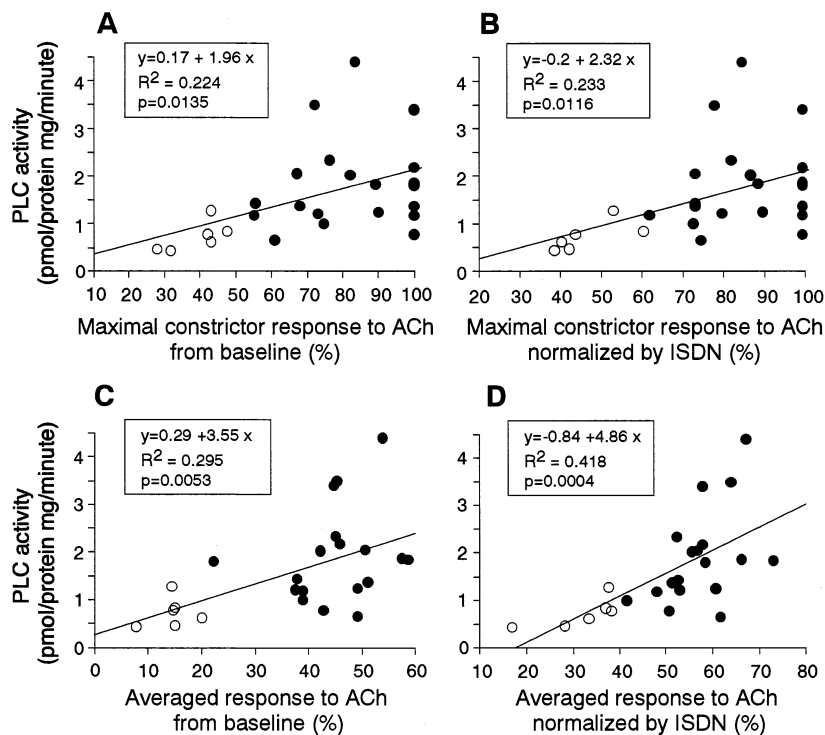 A
y=0.17 + 1.96 x
R2 = 0.224
p=0.0135
PLC activity
(pmol/protein mg/minute)
4
3
2
1
0
10 20 30 40 50 60 70 80 90 100
Maximal constrictor response to ACh
from baseline (%)
B
y=-0.2 + 2.32 x
R2 = 0.233
p=0.0116
4
3
2
1
0
20 30 40 50 60 70 80 90 100
Maximal constrictor response to ACh
normalized by ISDN (%)
C
y=0.29 +3.55 x
R2 = 0.295
p=0.0053
PLC activity
(pmol/protein mg/minute)
4
3
2
1
0
0 10 20 30 40 50 60
Averaged response to ACh
from baseline (%)
D
y=-0.84 +4.86 x
R2 = 0.418
p=0.0004
4
3
2
1
0
10 20 30 40 50 60 70 80
Averaged response to ACh
normalized by ISDN (%)